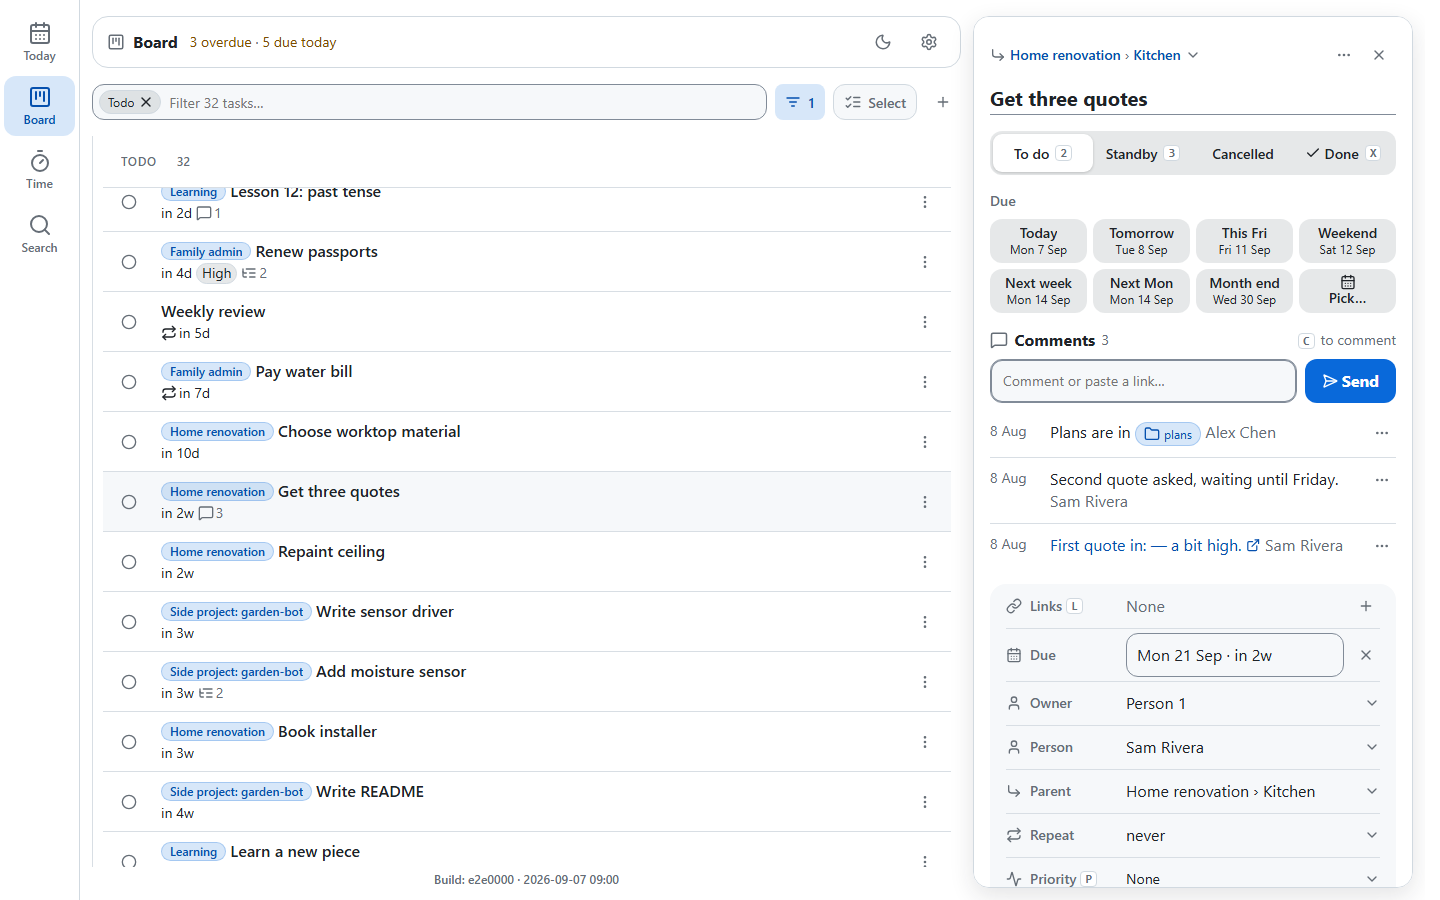 Today
Board
Time
Search
Board 3 overdue · 5 due today
Todo Filter 32 tasks... 1 Select
TODO 32
Learning Lesson 12: past tense
in 2d 1
Family admin Renew passports
in 4d High 2
Weekly review
in 5d
Family admin Pay water bill
in 7d
Home renovation Choose worktop material
in 10d
Home renovation Get three quotes
in 2w 3
Home renovation Repaint ceiling
in 2w
Side project: garden-bot Write sensor driver
in 3w
Side project: garden-bot Add moisture sensor
in 3w 2
Home renovation Book installer
in 3w
Side project: garden-bot Write README
in 4w
Learning Learn a new piece
Build: e2e0000 · 2026-09-07 09:00
Home renovation › Kitchen
Get three quotes
To do 2 Standby 3 Cancelled Done X
Due
Today Tomorrow This Fri Weekend
Mon 7 Sep Tue 8 Sep Fri 11 Sep Sat 12 Sep
Next week Next Mon Month end Pick...
Mon 14 Sep Mon 14 Sep Wed 30 Sep
Comments 3 C to comment
Comment or paste a link... Send
8 Aug Plans are in plans Alex Chen
8 Aug Second quote asked, waiting until Friday.
Sam Rivera
8 Aug First quote in: — a bit high. Sam Rivera
Links L None
Due Mon 21 Sep · in 2w
Owner Person 1
Person Sam Rivera
Parent Home renovation › Kitchen
Repeat never
Priority P None